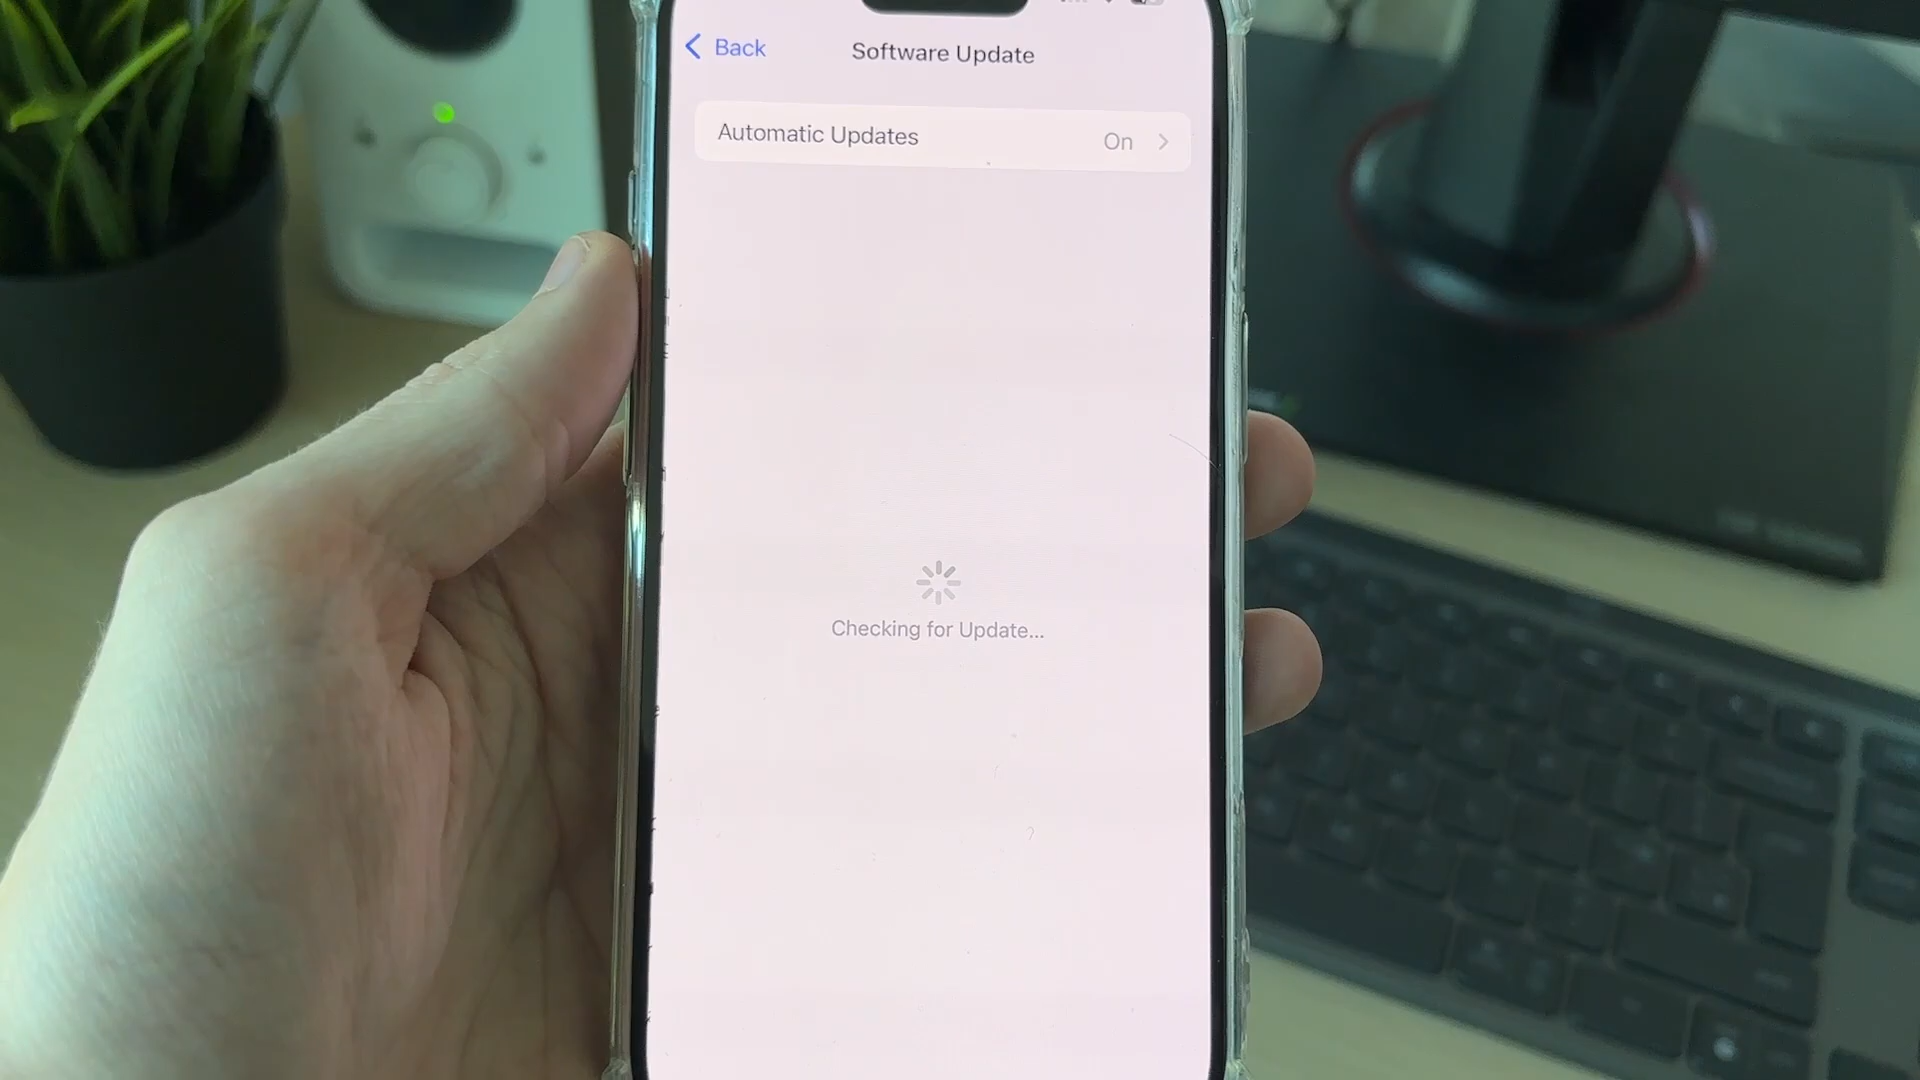 Back
Software Update
Automatic Updates On
Checking for Update...